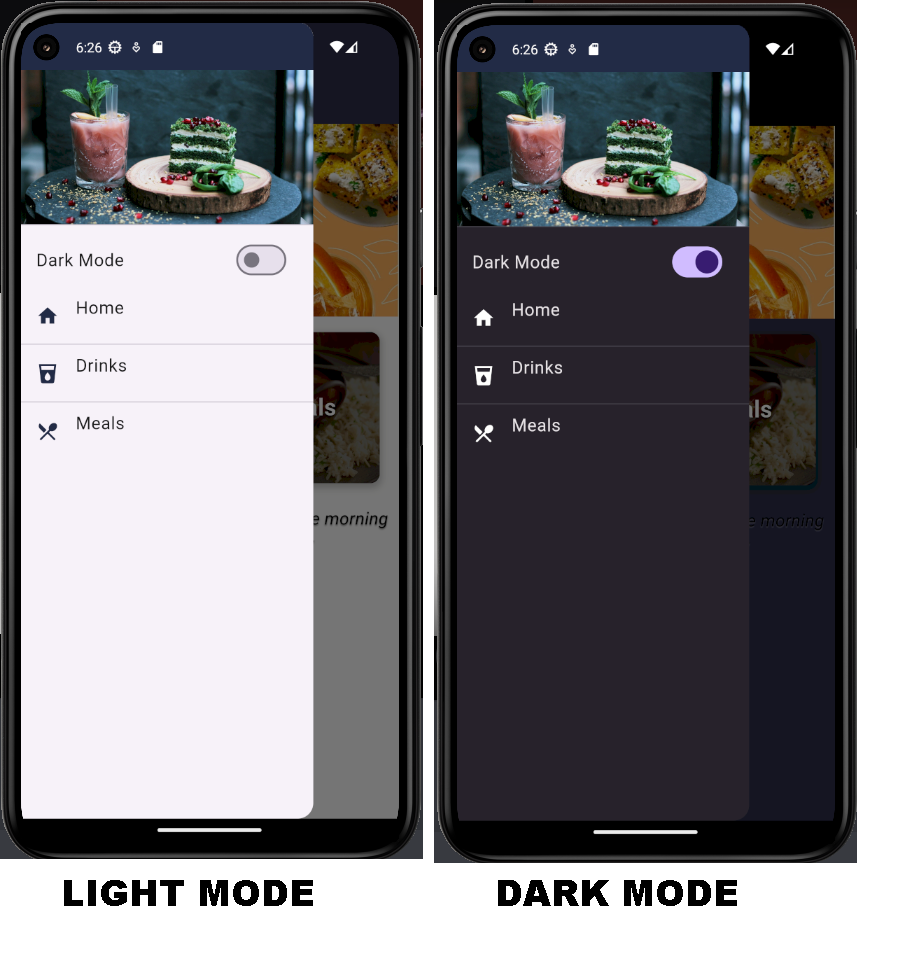 6:26
Dark Mode
Home
Drinks
Meals
als
e morning
LIGHT MODE
6:26
Dark Mode
Home
Drinks
Meals
als
e morning
DARK MODE